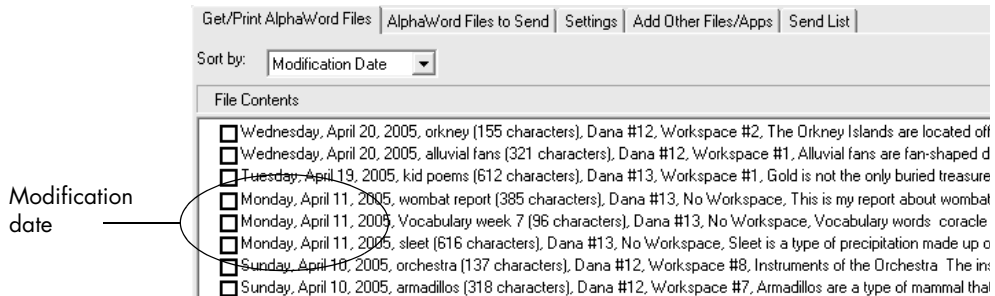 Get/Print AlphaWord Files AlphaWord Files to Send Settings Add Other Files/Apps Send List
Sort by: Modification Date
File Contents
Wednesday, April 20, 2005, orkney (155 characters), Dana #12, Workspace #2, The Orkney Islands are located off
Wednesday, April 20, 2005, alluvial fans (321 characters), Dana #12, Workspace #1, Alluvial fans are fan-shaped d
Tuesday, April 19, 2005, kid poems (612 characters), Dana #13, Workspace #1, Gold is not the only buried treasure
Monday, April 11, 2005, wombat report (385 characters), Dana #13, No Workspace, This is my report about wombat
Monday, April 11, 2005, Vocabulary week 7 (96 characters), Dana #13, No Workspace, Vocabulary words coracle
Monday, April 11, 2005, sleet (616 characters), Dana #13, No Workspace, Sleet is a type of precipitation made up o
Sunday, April 10, 2005, orchestra (137 characters), Dana #12, Workspace #8, Instruments of the Orchestra The ins
Sunday, April 10, 2005, armadillos (318 characters), Dana #12, Workspace #7, Armadillos are a type of mammal that
Modification
date